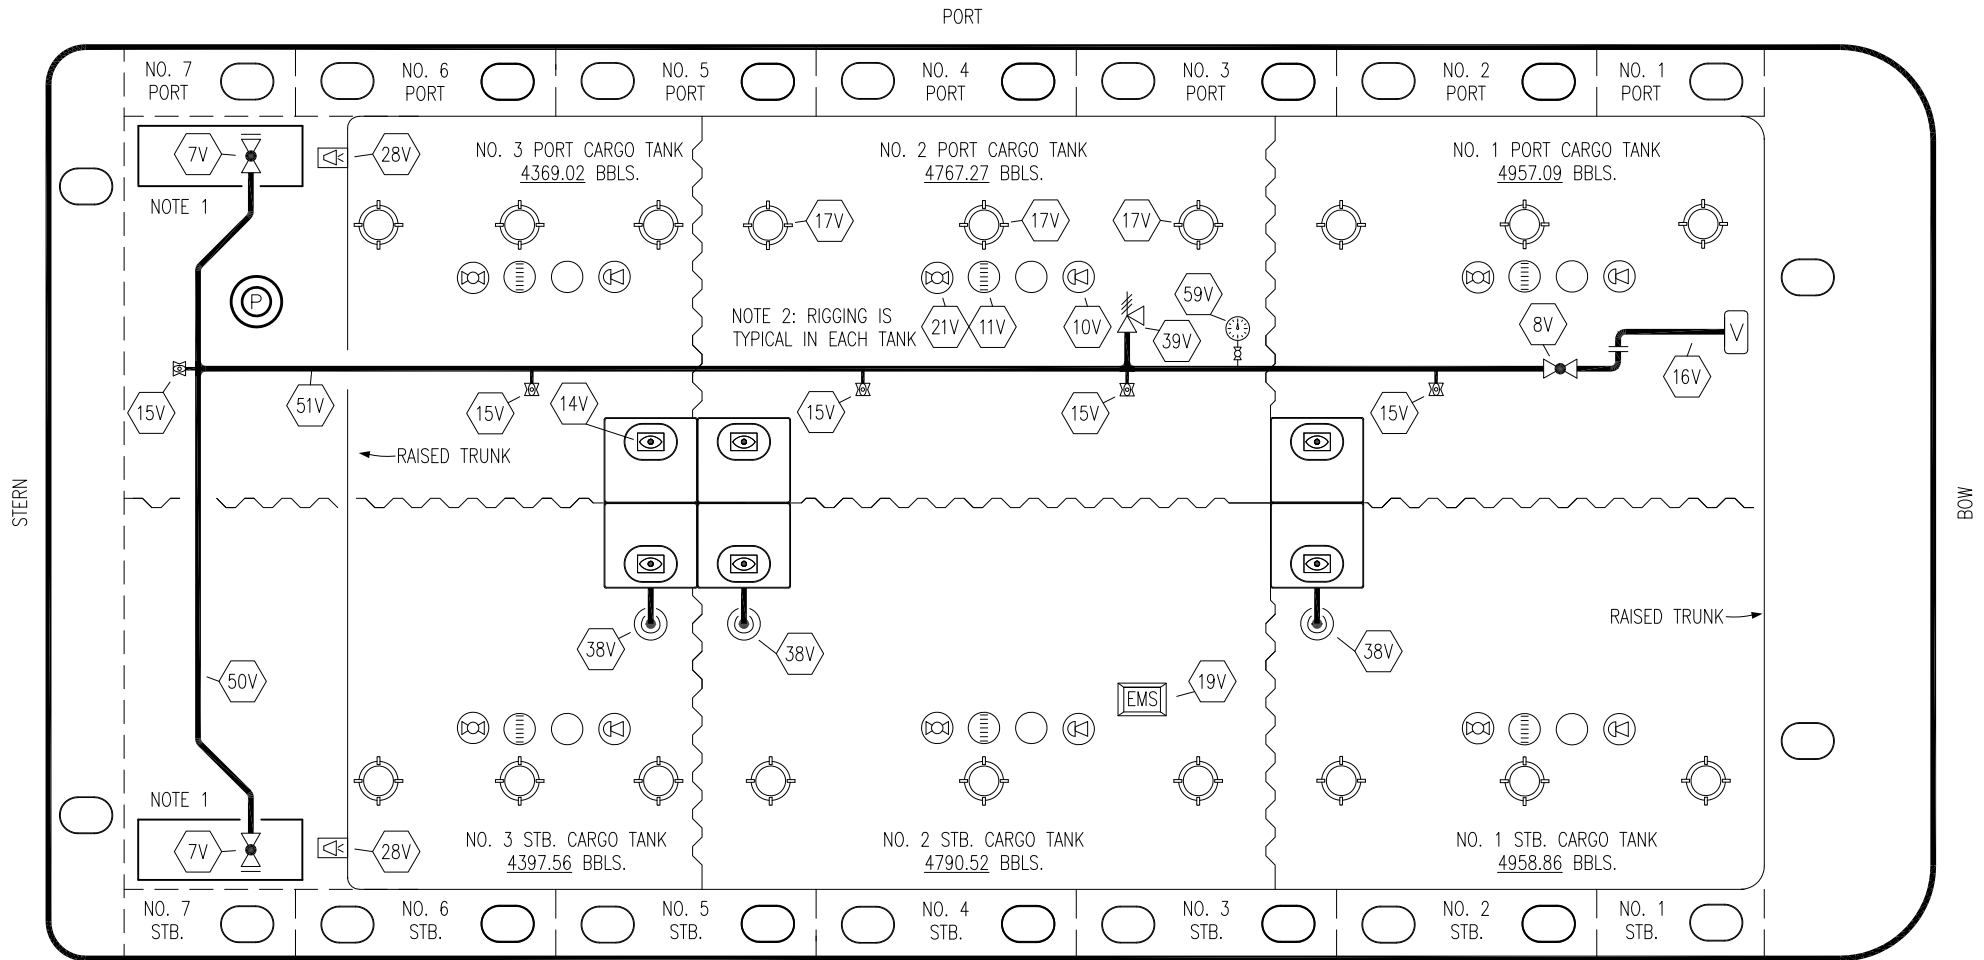 PORT
NO. 7
PORT
NO. 6
PORT
NO. 5
PORT
NO. 4
PORT
NO. 3
PORT
NO. 2
PORT
NO. 1
PORT
7V
28V
NOTE 1
NO. 3 PORT CARGO TANK
4369.02 BBLS.
NO. 2 PORT CARGO TANK
4767.27 BBLS.
NO. 1 PORT CARGO TANK
4957.09 BBLS.
17V
17V
17V
P
NOTE 2: RIGGING IS
TYPICAL IN EACH TANK
21V
11V
10V
39V
59V
8V
V
16V
15V
51V
15V
14V
15V
15V
15V
RAISED TRUNK
STERN
BOW
RAISED TRUNK
38V
38V
38V
50V
EMS
19V
NOTE 1
7V
28V
NO. 3 STB. CARGO TANK
4397.56 BBLS.
NO. 2 STB. CARGO TANK
4790.52 BBLS.
NO. 1 STB. CARGO TANK
4958.86 BBLS.
NO. 7
STB.
NO. 6
STB.
NO. 5
STB.
NO. 4
STB.
NO. 3
STB.
NO. 2
STB.
NO. 1
STB.